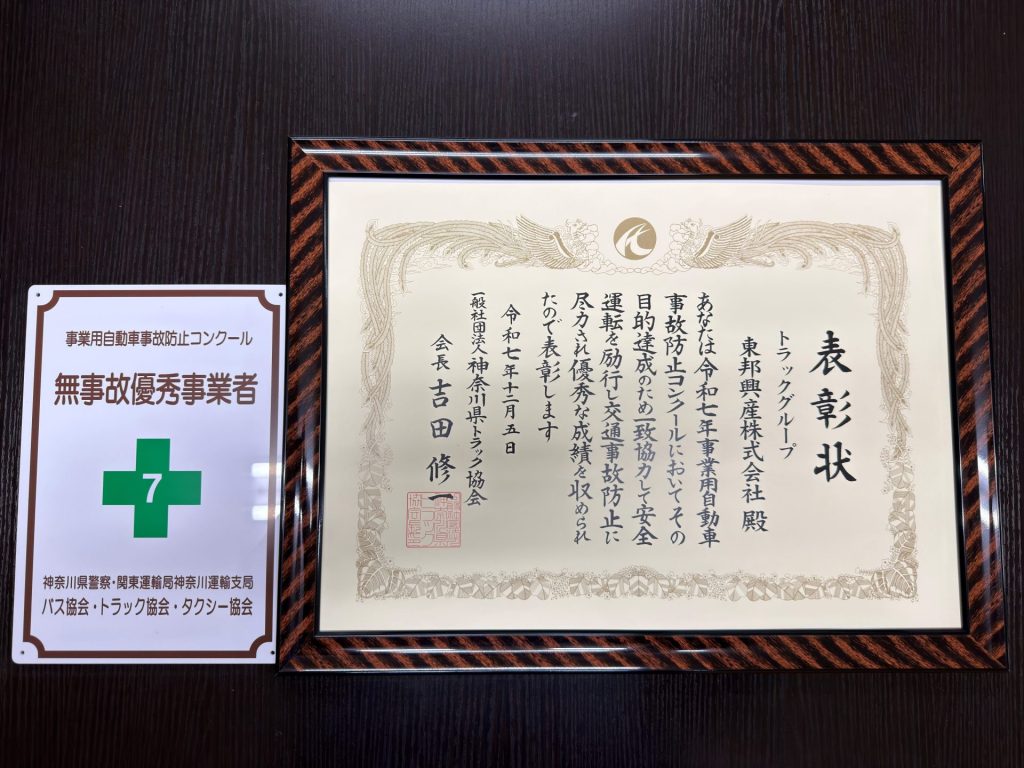 事業用自動車事故防止コンクール
無事故優秀事業者
7
神奈川県警察・関東運輸局神奈川運輸支局
バス協会・トラック協会・タクシー協会
表彰状
トラックグループ
東邦興産株式会社 殿
あなたは令和七年事業用自動車
事故防止コンクールにおいてその
目的達成のため一致協力して安全
運転を励行し交通事故防止に
尽力され優秀な成績を収められ
たので表彰します
令和七年十二月五日
一般社団法人神奈川県トラック協会
会長 吉田修一